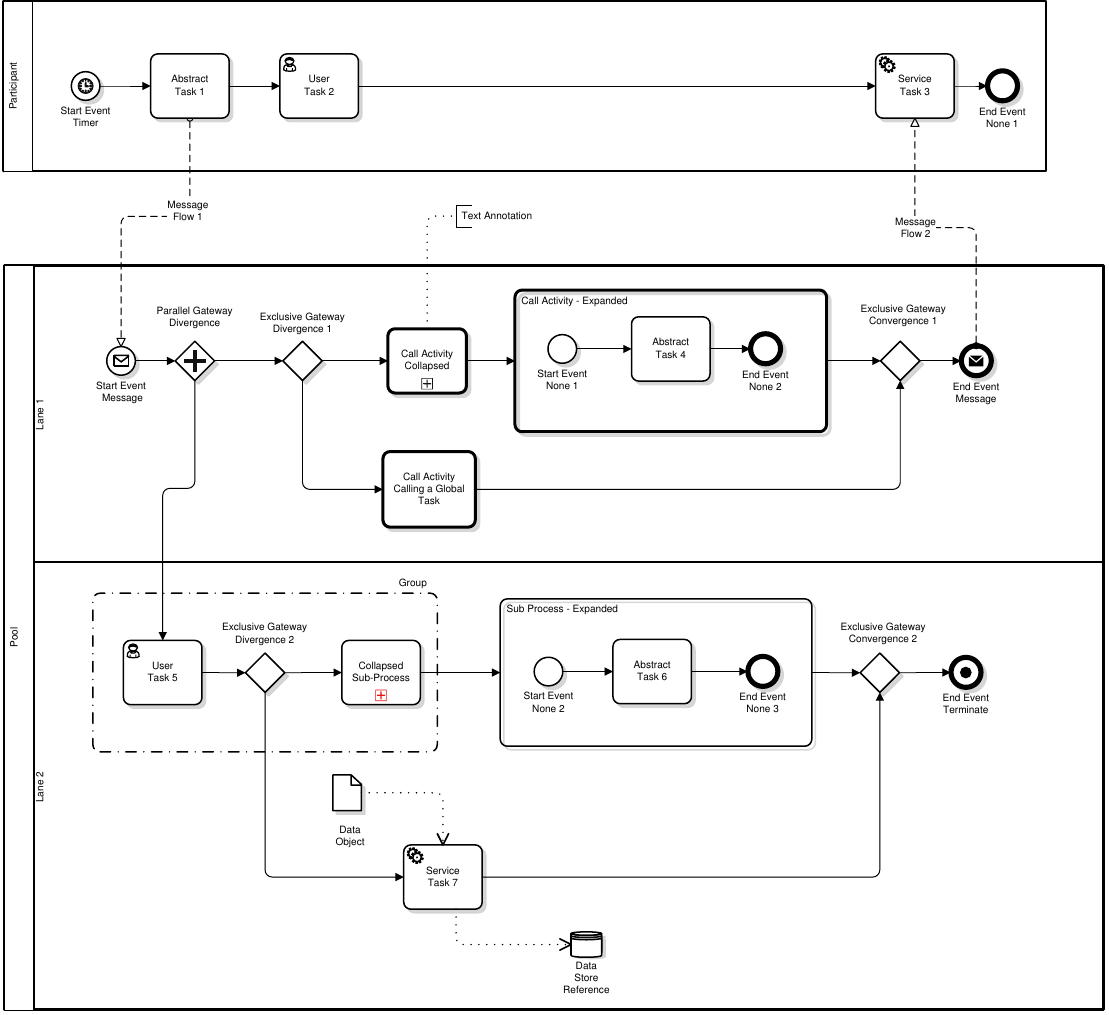 Participant
Start Event
Timer
Abstract
Task 1
User
Task 2
Service
Task 3
End Event
None 1
Message
Flow 1
Text Annotation
Message
Flow 2
Pool
Lane 1
Parallel Gateway
Divergence
Exclusive Gateway
Divergence 1
Start Event
Message
Call Activity
Collapsed
Call Activity - Expanded
Start Event
None 1
Abstract
Task 4
End Event
None 2
Exclusive Gateway
Convergence 1
End Event
Message
Call Activity
Calling a Global
Task
Lane 2
Group
User
Task 5
Exclusive Gateway
Divergence 2
Collapsed
Sub-Process
Sub Process - Expanded
Start Event
None 2
Abstract
Task 6
End Event
None 3
Exclusive Gateway
Convergence 2
End Event
Terminate
Data
Object
Service
Task 7
Data
Store
Reference